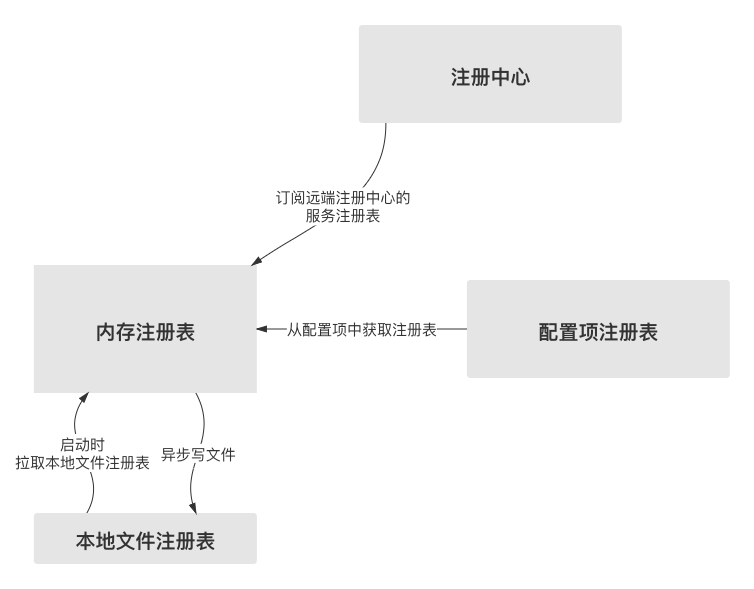 注册中心
订阅远端注册中心的
服务注册表
内存注册表
从配置项中获取注册表
配置项注册表
启动时
拉取本地文件注册表
异步写文件
本地文件注册表